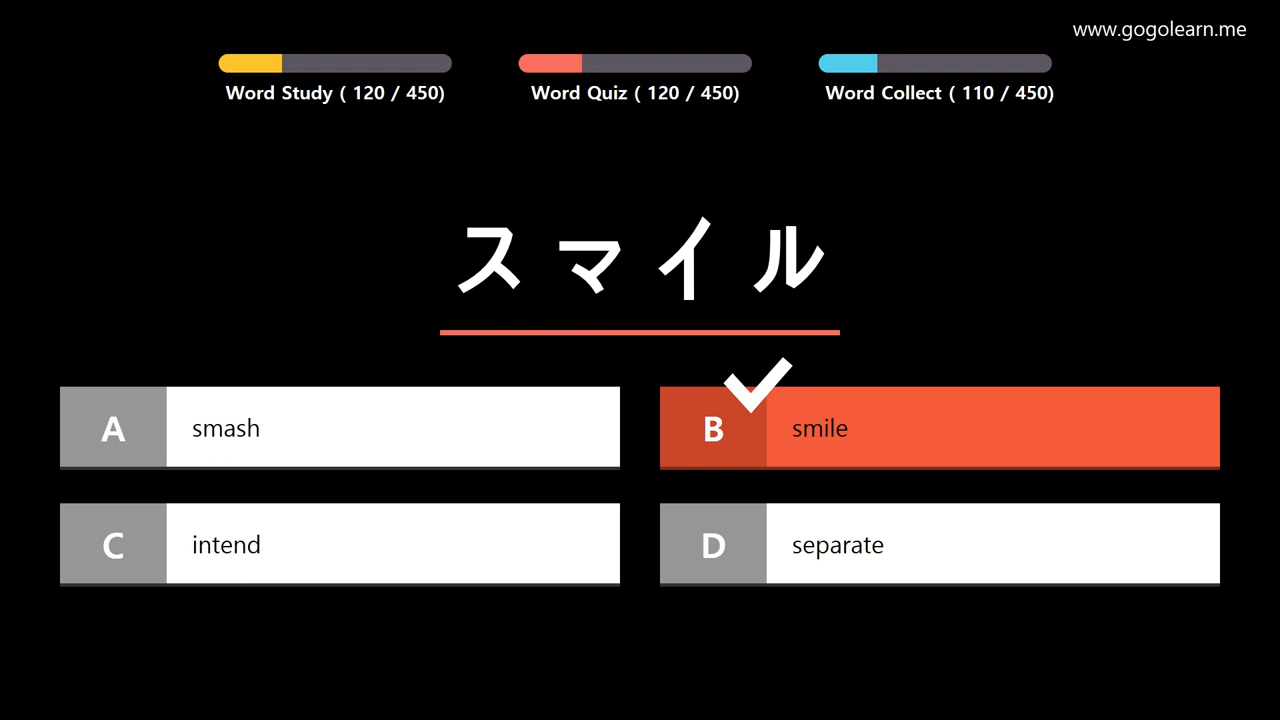 www.gogolearn.me
Word Study ( 120 / 450)
Word Quiz ( 120 / 450)
Word Collect ( 110 / 450)
スマイル
A smash
B smile
C intend
D separate